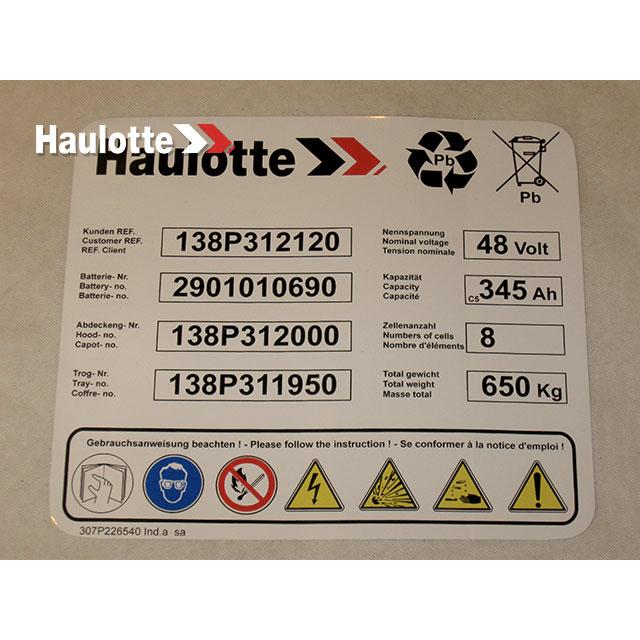 Haulotte
Haulotte
Pb
Pb
Kunden REF.
Customer REF.
REF. Client
138P312120
Nennspannung
Nominal voltage
Tension nominale
48 Volt
Batterie- Nr.
Battery- no.
Batterie- no.
2901010690
Kapazität
Capacity
Capacité
C5 345 Ah
Abdeckeng- Nr.
Hood- no.
Capot- no.
138P312000
Zellenanzahl
Numbers of cells
Nombre d'éléments
8
Trog- Nr.
Tray- no.
Coffre- no.
138P311950
Total gewicht
Total weight
Masse total
650 Kg
Gebrauchsanweisung beachten ! - Please follow the instruction ! - Se conformer à la notice d'emploi !
307P226540 Ind.a sa